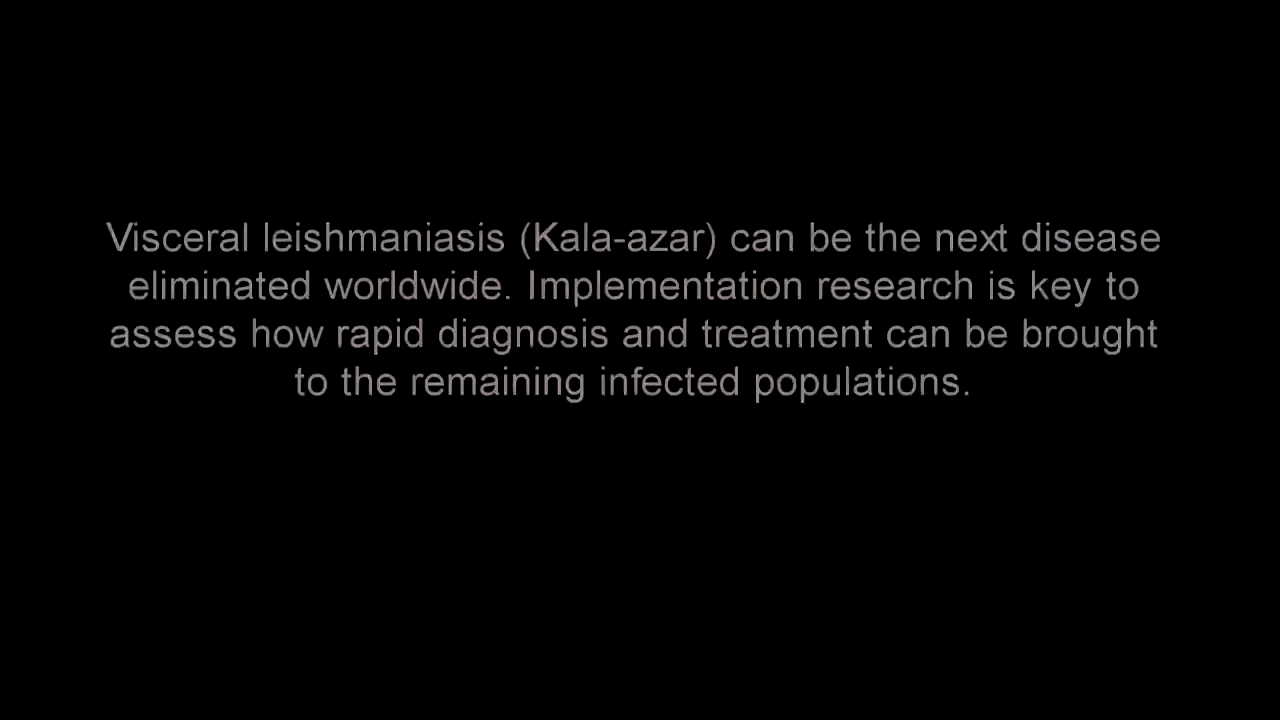 Visceral leishmaniasis (Kala-azar) can be the next disease
eliminated worldwide. Implementation research is key to
assess how rapid diagnosis and treatment can be brought
to the remaining infected populations.